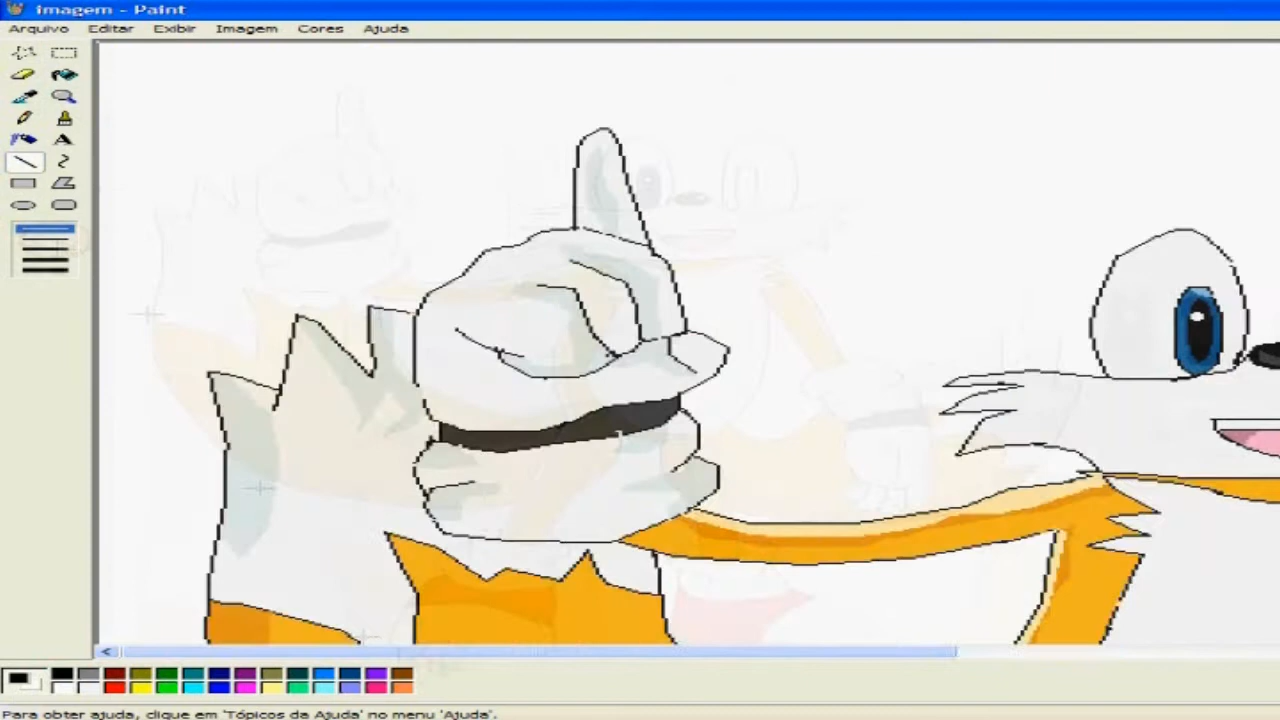 Imagem - Paint
Arquivo Editar Exibir Imagem Cores Ajuda
A
Para obter ajuda, clique em 'Tópicos da Ajuda' no menu 'Ajuda'.